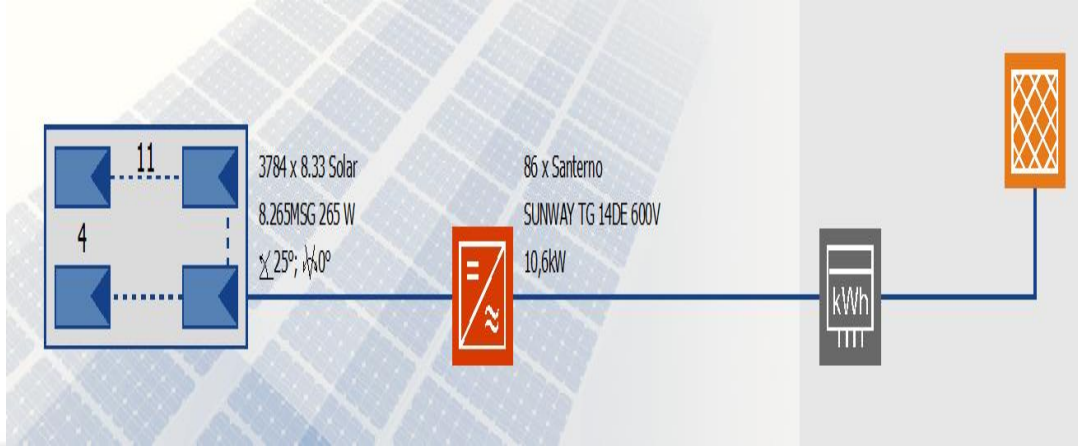 11
4
3784 x 8.33 Solar
8.265MSG 265 W
25°; 0°
86 x Santerno
SUNWAY TG 14DE 600V
10,6kW
kWh